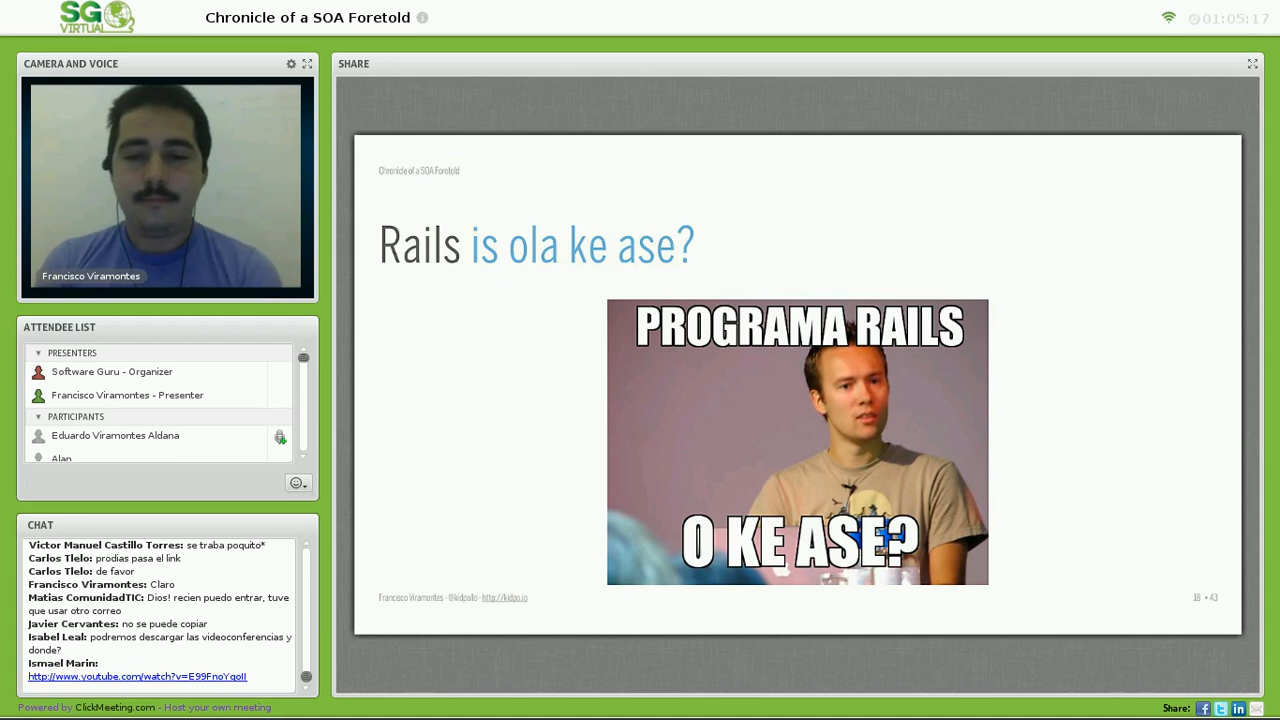 SG
VIRTUAL
Chronicle of a SOA Foretold
01:05:17
CAMERA AND VOICE
Francisco Viramontes
ATTENDEE LIST
PRESENTERS
Software Guru - Organizer
Francisco Viramontes - Presenter
PARTICIPANTS
Eduardo Viramontes Aldana
Alan
CHAT
Victor Manuel Castillo Torres: se traba poquito*
Carlos Tlelo: prodias pasa el link
Carlos Tlelo: de favor
Francisco Viramontes: Claro
Matias ComunidadTIC: Dios! recien puedo entrar, tuve
que usar otro correo
Javier Cervantes: no se puede copiar
Isabel Leal: podremos descargar las videoconferencias y
donde?
Ismael Marin:
http://www.youtube.com/watch?v=E99FnoYqoII
SHARE
Chronicle of a SOA Foretold
Rails is ola ke ase?
PROGRAMA RAILS
O KE ASE?
Francisco Viramontes - @kidpollo - http://kidpo.io
18 • 43
Powered by ClickMeeting.com - Host your own meeting
Share: